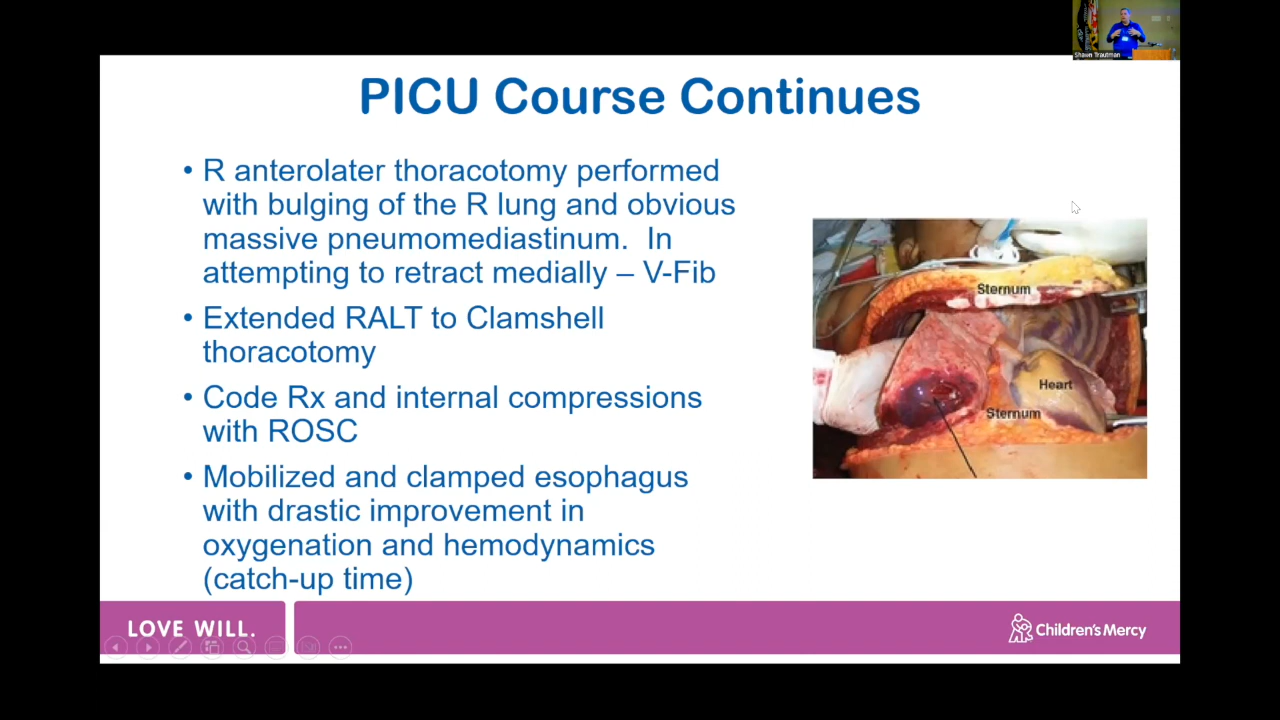 Shawn Trautman
PICU Course Continues
• R anterolater thoracotomy performed
with bulging of the R lung and obvious
massive pneumomediastinum. In
attempting to retract medially – V-Fib
• Extended RALT to Clamshell
thoracotomy
• Code Rx and internal compressions
with ROSC
• Mobilized and clamped esophagus
with drastic improvement in
oxygenation and hemodynamics
(catch-up time)
Sternum
Heart
Sternum
LOVE WILL.
Children's Mercy